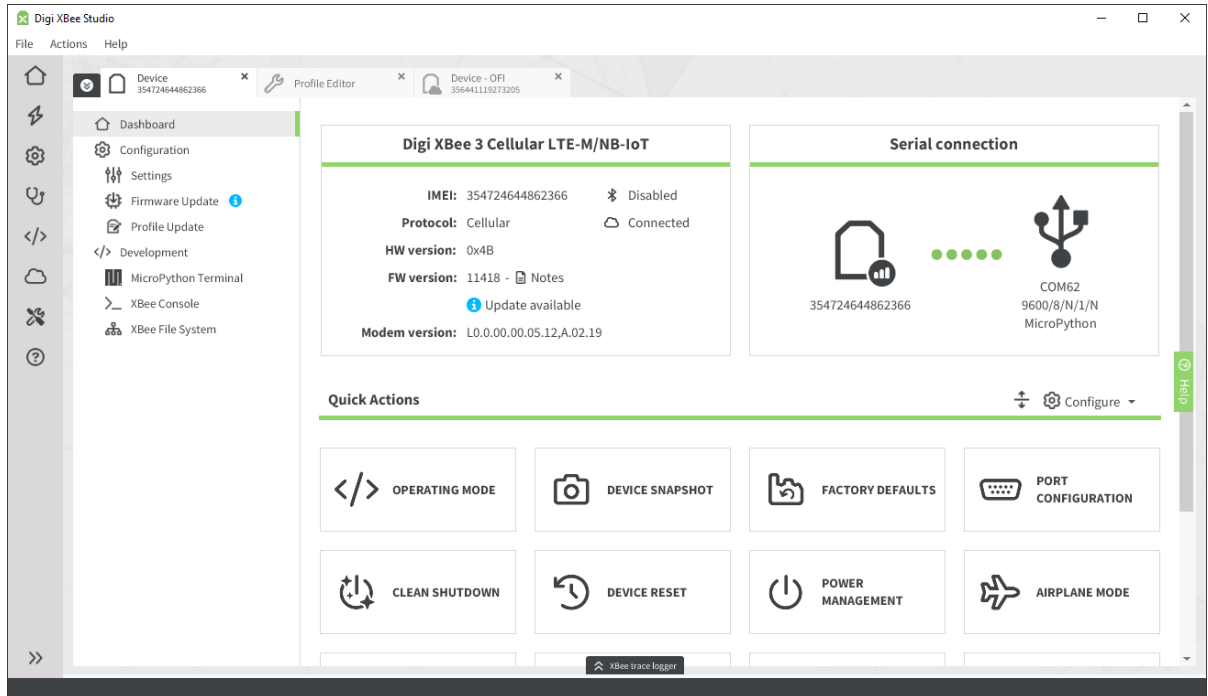 Digi XBee Studio
File Actions Help
Device
354724644862366
Profile Editor
Device - OFI
356441119273205
Dashboard
Configuration
Settings
Firmware Update
Profile Update
Development
MicroPython Terminal
XBee Console
XBee File System
Digi XBee 3 Cellular LTE-M/NB-IoT
IMEI: 354724644862366 Disabled
Protocol: Cellular Connected
HW version: 0x4B
FW version: 11418 - Notes
Update available
Modem version: L0.0.00.00.05.12,A.02.19
Serial connection
354724644862366
COM62
9600/8/N/1/N
MicroPython
Help
Quick Actions
Configure
OPERATING MODE
DEVICE SNAPSHOT
FACTORY DEFAULTS
PORT
CONFIGURATION
CLEAN SHUTDOWN
DEVICE RESET
POWER
MANAGEMENT
AIRPLANE MODE
XBee trace logger